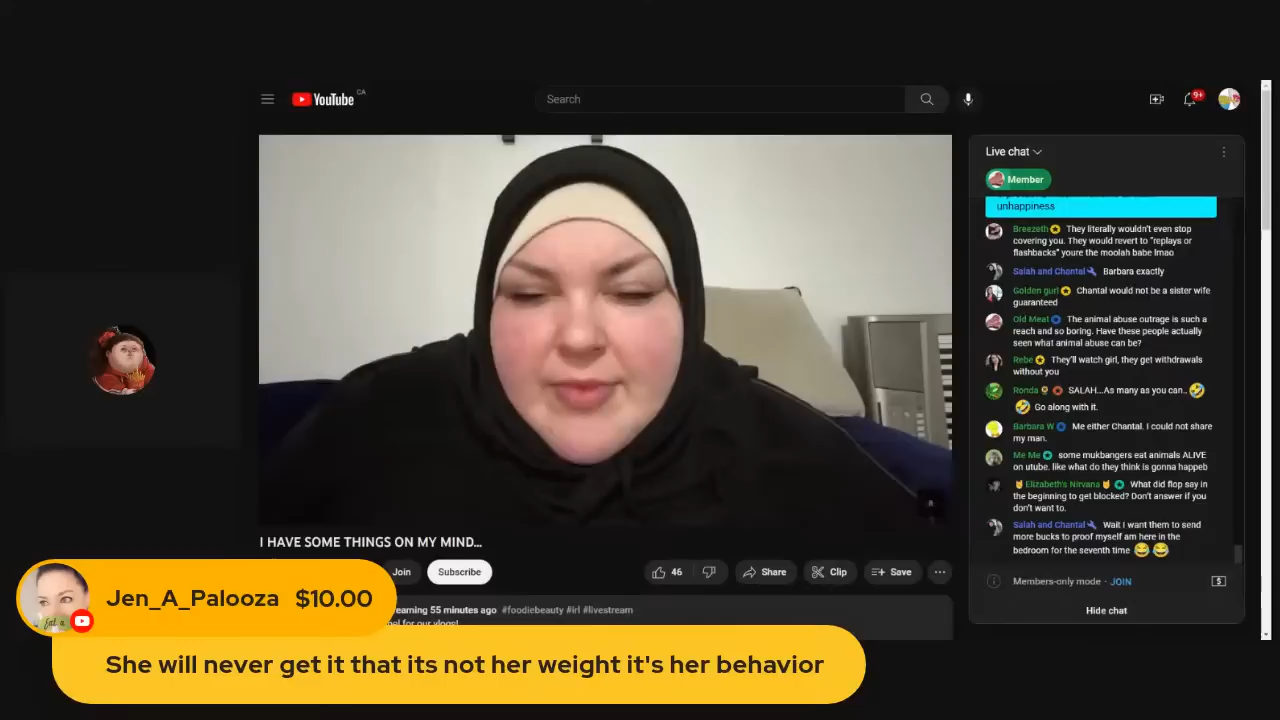 YouTube CA
Search
9+
Live chat
Member
unhappiness
Breezeth They literally wouldn't even stop
covering you. They would revert to "replays or
flashbacks" youre the moolah babe lmao
Salah and Chantal Barbara exactly
Golden gurl Chantal would not be a sister wife
guaranteed
Old Meat The animal abuse outrage is such a
reach and so boring. Have these people actually
seen what animal abuse can be?
Rebe They'll watch girl, they get withdrawals
without you
Ronda SALAH...As many as you can.. 🤣
🤣 Go along with it.
Barbara W Me either Chantal. I could not share
my man.
Me Me some mukbangers eat animals ALIVE
on utube. like what do they think is gonna happeb
🤘 Elizabeth's Nirvana 🤘 What did flop say in
the beginning to get blocked? Don't answer if you
don't want to.
Salah and Chantal Wait I want them to send
more bucks to proof myself am here in the
bedroom for the seventh time 😂 😂
Members-only mode · JOIN
Hide chat
I HAVE SOME THINGS ON MY MIND...
Join
Subscribe
46
Share
Clip
Save
55 minutes ago #foodiebeauty #irl #livestream
for our vlogs!
Jen_A_Palooza $10.00
She will never get it that its not her weight it's her behavior